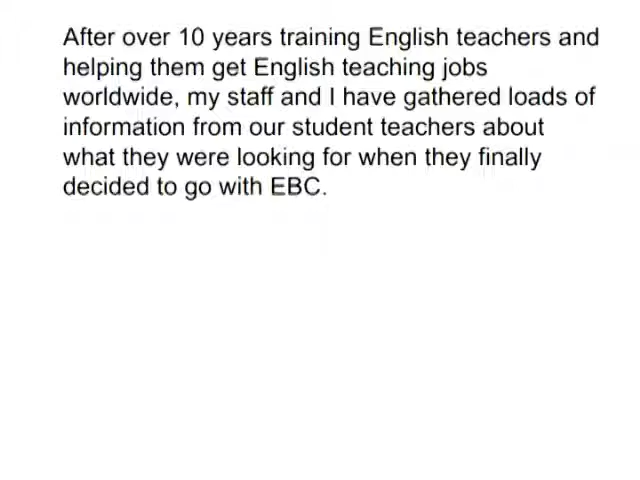 After over 10 years training English teachers and
helping them get English teaching jobs
worldwide, my staff and I have gathered loads of
information from our student teachers about
what they were looking for when they finally
decided to go with EBC.